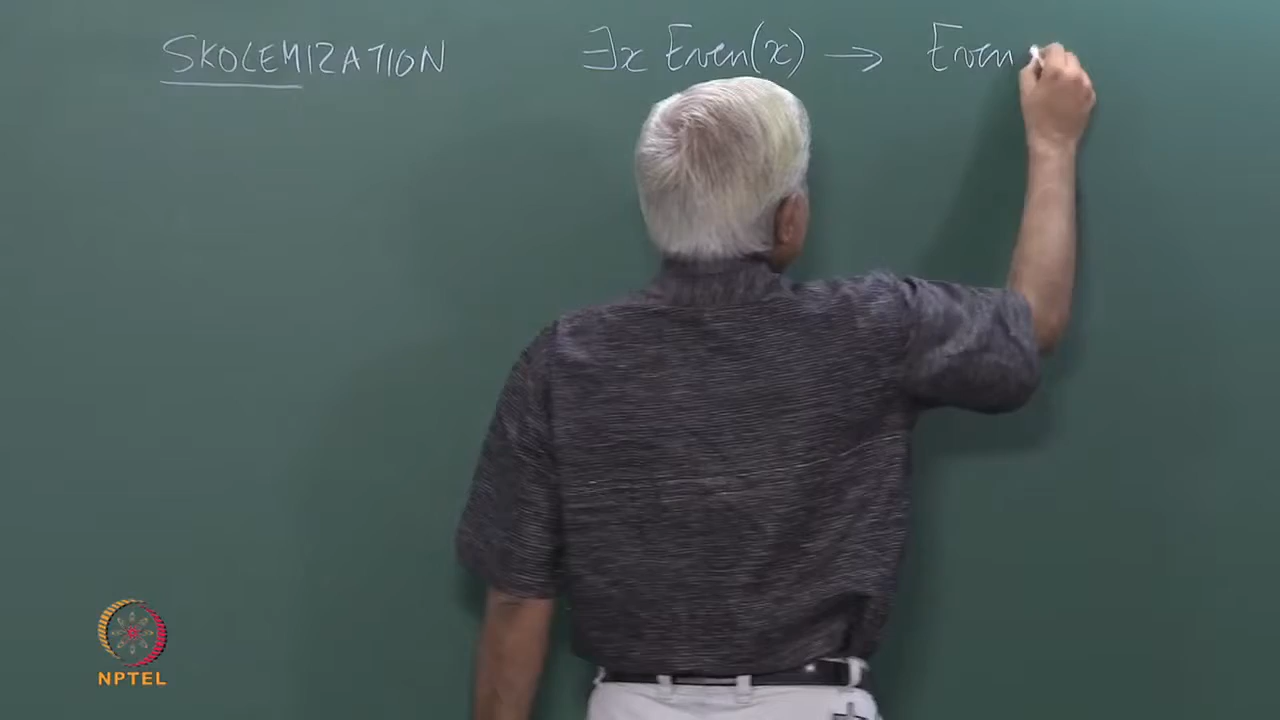 SKOLEMIZATION ∃x Even(x) → Even
NPTEL